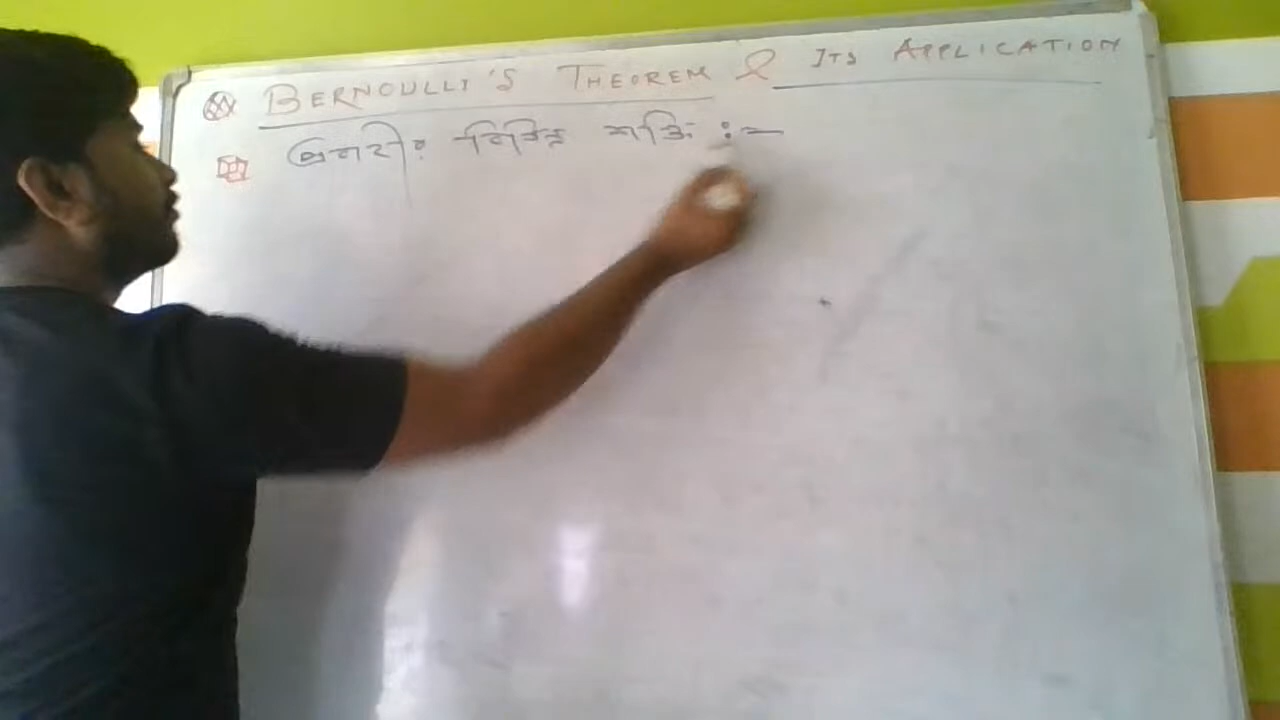 BERNOULLI'S THEOREM & ITS APPLICATION
তরলের বিভিন্ন শক্তি :-